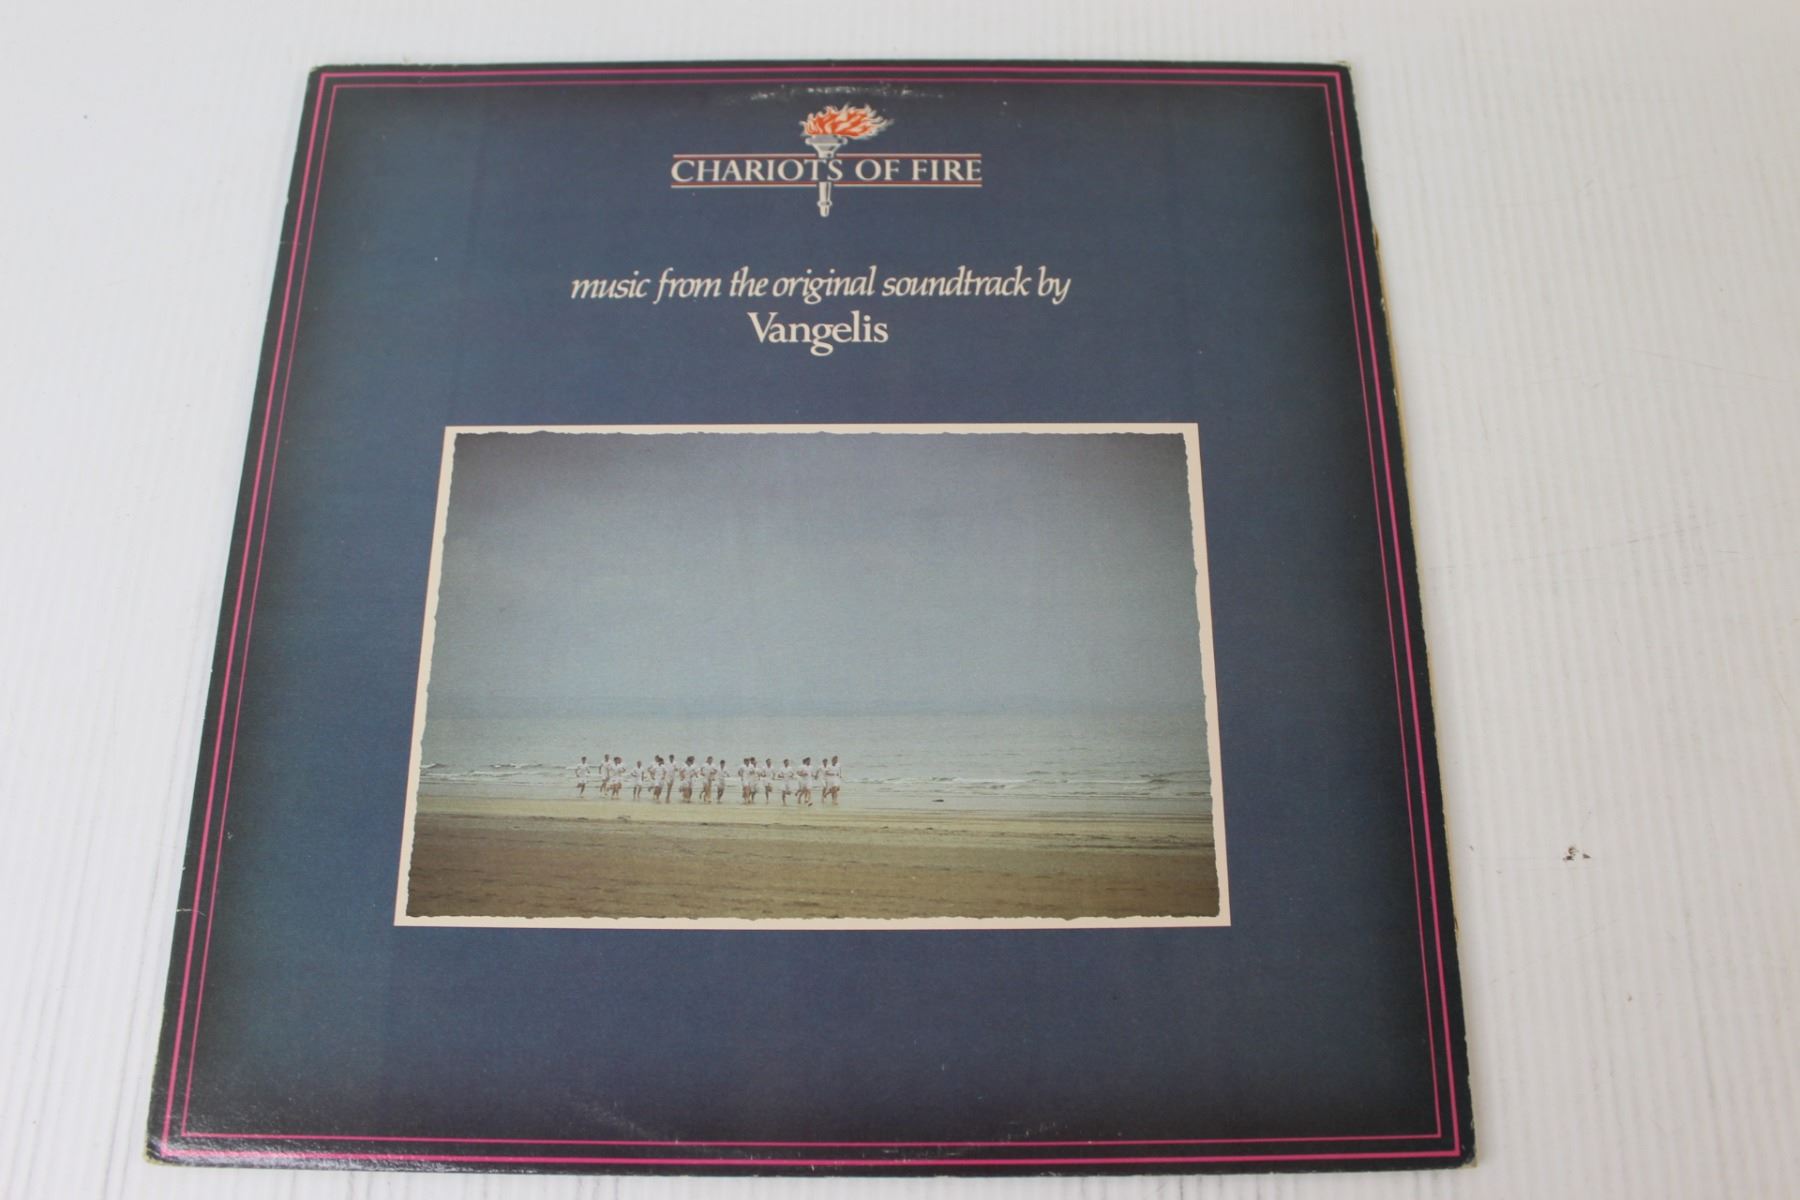 CHARIOTS OF FIRE
music from the original soundtrack by
Vangelis